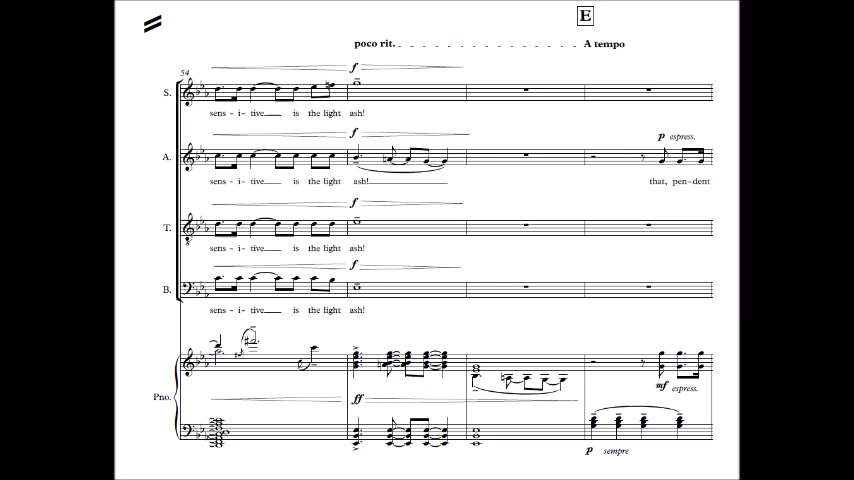 E
poco rit. A tempo
54
f
S.
sens - i - tive is the light ash!
f p espress.
A.
sens - i - tive is the light ash! that, pen-dent
f
T.
sens - i - tive is the light ash!
f
B.
sens - i - tive is the light ash!
mf espress.
Pno.
ff
p sempre